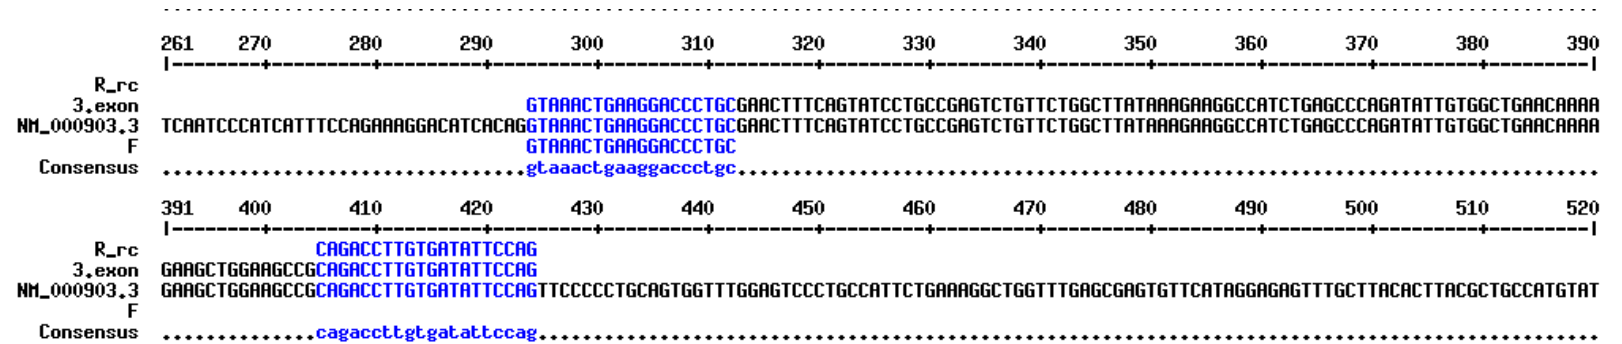 261 270 280 290 300 310 320 330 340 350 360 370 380 390
|--------+---------+---------+---------+---------+---------+---------+---------+---------+---------+---------+---------+---------|
R_rc
3.exon GTAAACTGAAGGACCCTGCGAACTTTCAGTATCCTGCCGAGTCTGTTCTGGCTTATAAAGAAGGCCATCTGAGCCCAGATATTGTGGCTGAACAAAA
NM_000903.3 TCAATCCCATCATTTCCAGAAAGGACATCACAGGTAAACTGAAGGACCCTGCGAACTTTCAGTATCCTGCCGAGTCTGTTCTGGCTTATAAAGAAGGCCATCTGAGCCCAGATATTGTGGCTGAACAAAA
F GTAAACTGAAGGACCCTGC
Consensus .................................gtaaactgaaggaccctgc..............................................................................
391 400 410 420 430 440 450 460 470 480 490 500 510 520
|--------+---------+---------+---------+---------+---------+---------+---------+---------+---------+---------+---------+---------|
R_rc CAGACCTTGTGATATTCCAG
3.exon GAAGCTGGAAGCCGCAGACCTTGTGATATTCCAG
NM_000903.3 GAAGCTGGAAGCCGCAGACCTTGTGATATTCCAGTTCCCCCTGCAGTGGTTTGGAGTCCCTGCCATTCTGAAAGGCTGGTTTGAGCGAGTGTTCATAGGAGAGTTTGCTTACACTTACGCTGCCATGTAT
F
Consensus ..............cagaccttgtgatattccag................................................................................................